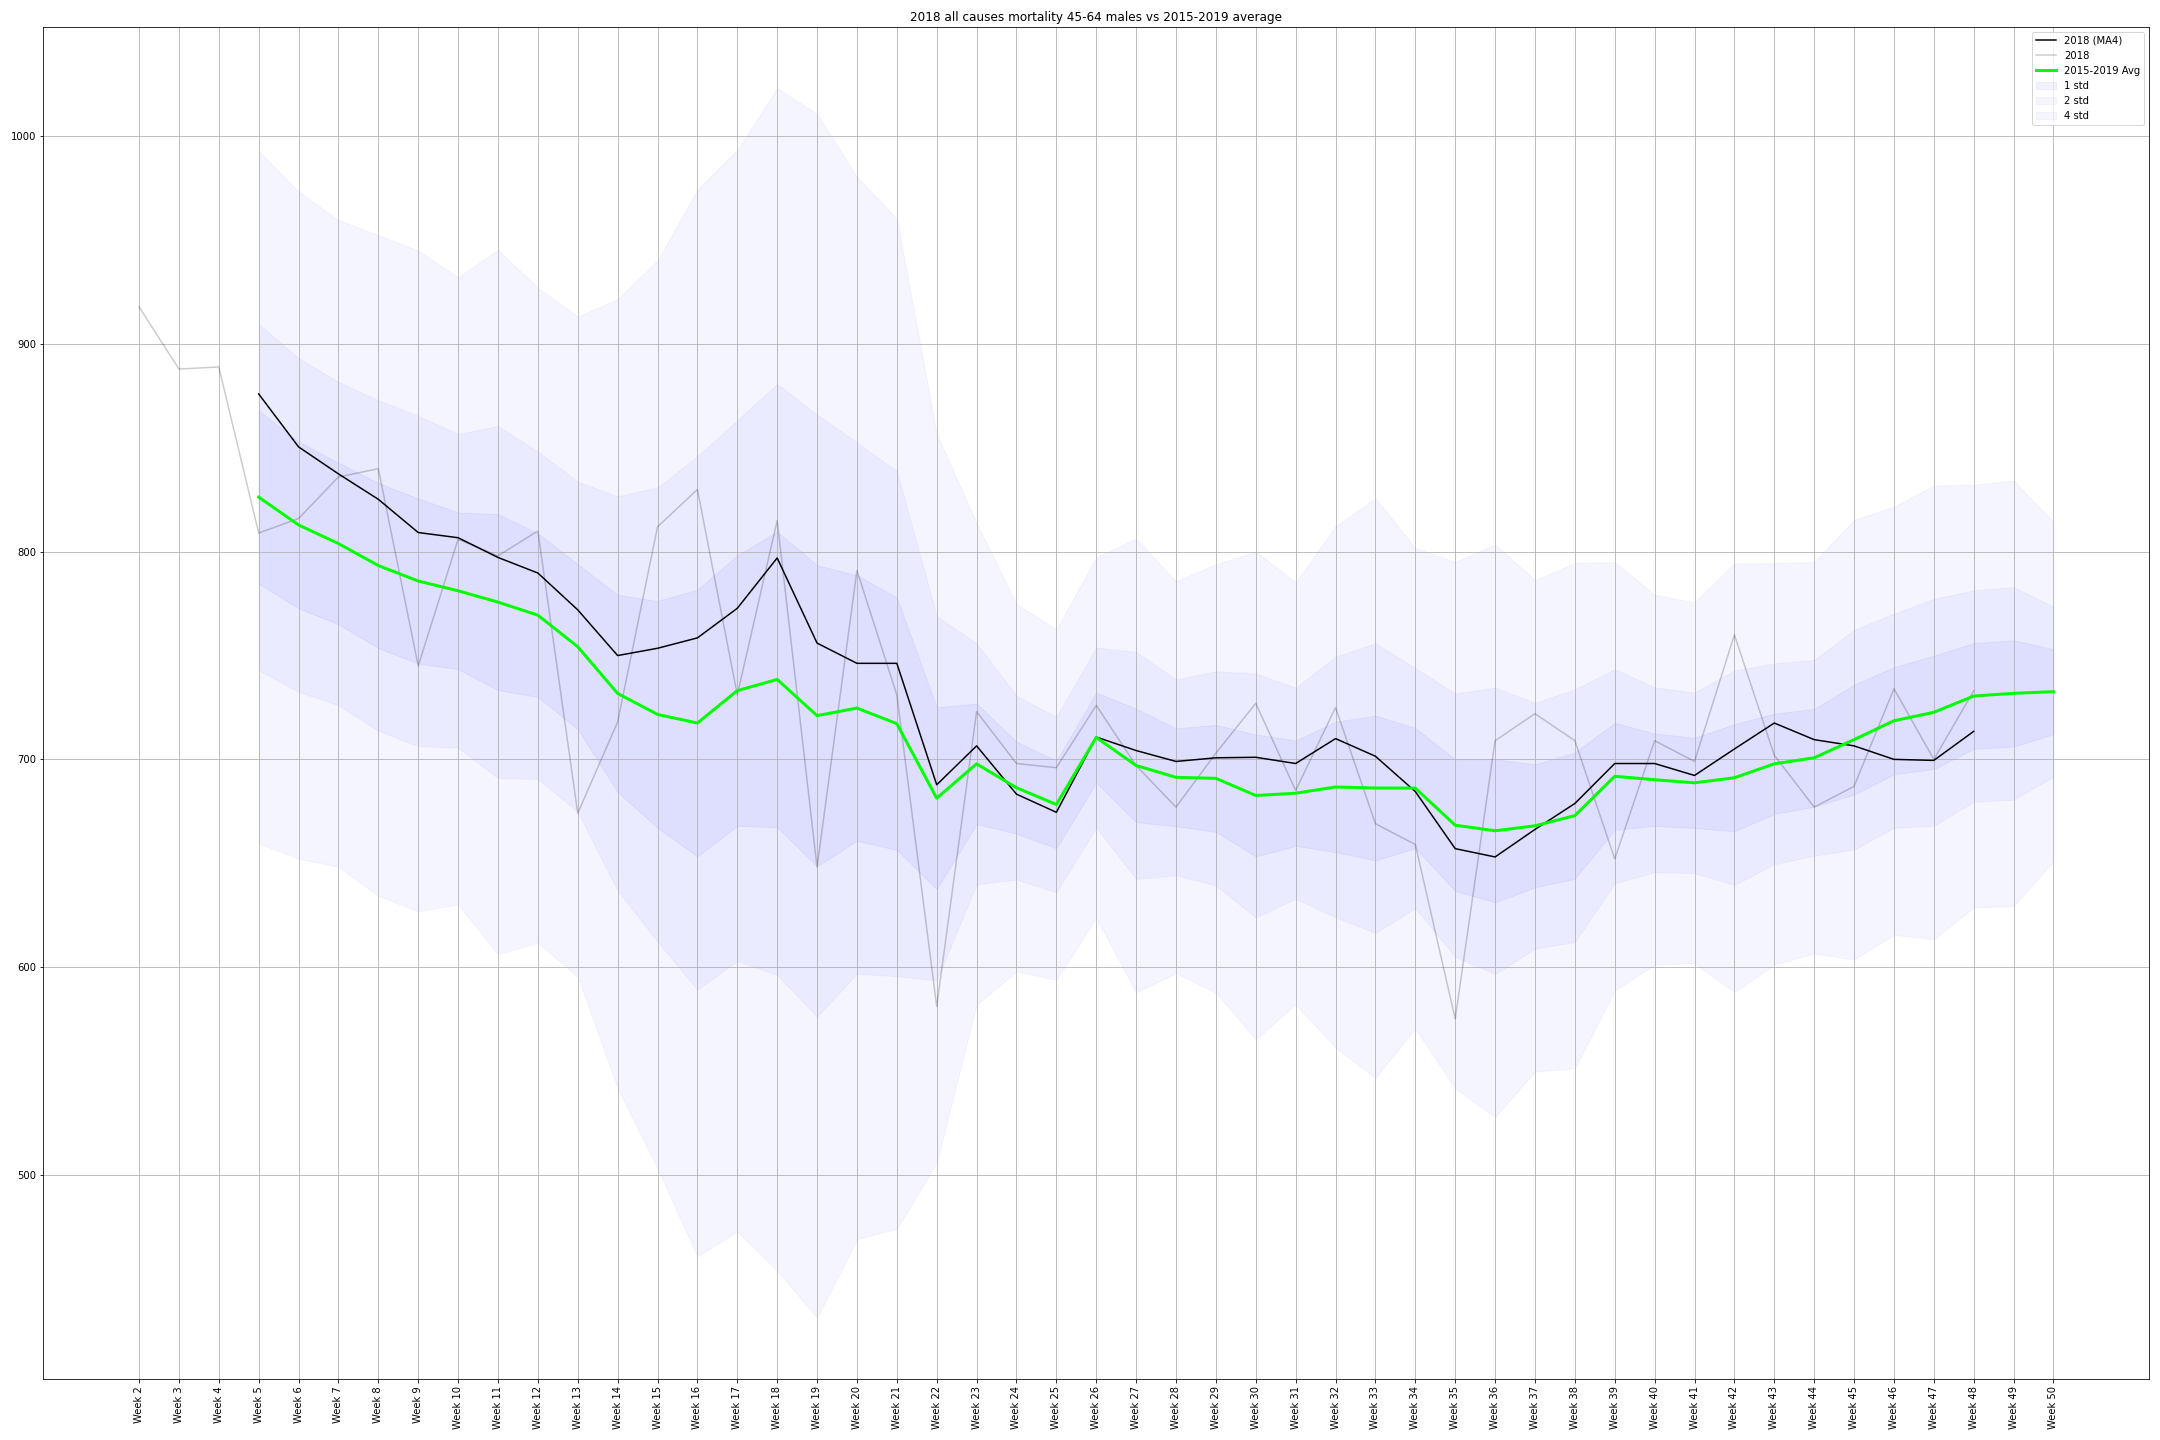 2018 all causes mortality 45-64 males vs 2015-2019 average
2018 (MA4)
2018
2015-2019 Avg
1 std
2 std
4 std
1000
900
800
700
600
500
Week 2
Week 3
Week 4
Week 5
Week 6
Week 7
Week 8
Week 9
Week 10
Week 11
Week 12
Week 13
Week 14
Week 15
Week 16
Week 17
Week 18
Week 19
Week 20
Week 21
Week 22
Week 23
Week 24
Week 25
Week 26
Week 27
Week 28
Week 29
Week 30
Week 31
Week 32
Week 33
Week 34
Week 35
Week 36
Week 37
Week 38
Week 39
Week 40
Week 41
Week 42
Week 43
Week 44
Week 45
Week 46
Week 47
Week 48
Week 49
Week 50